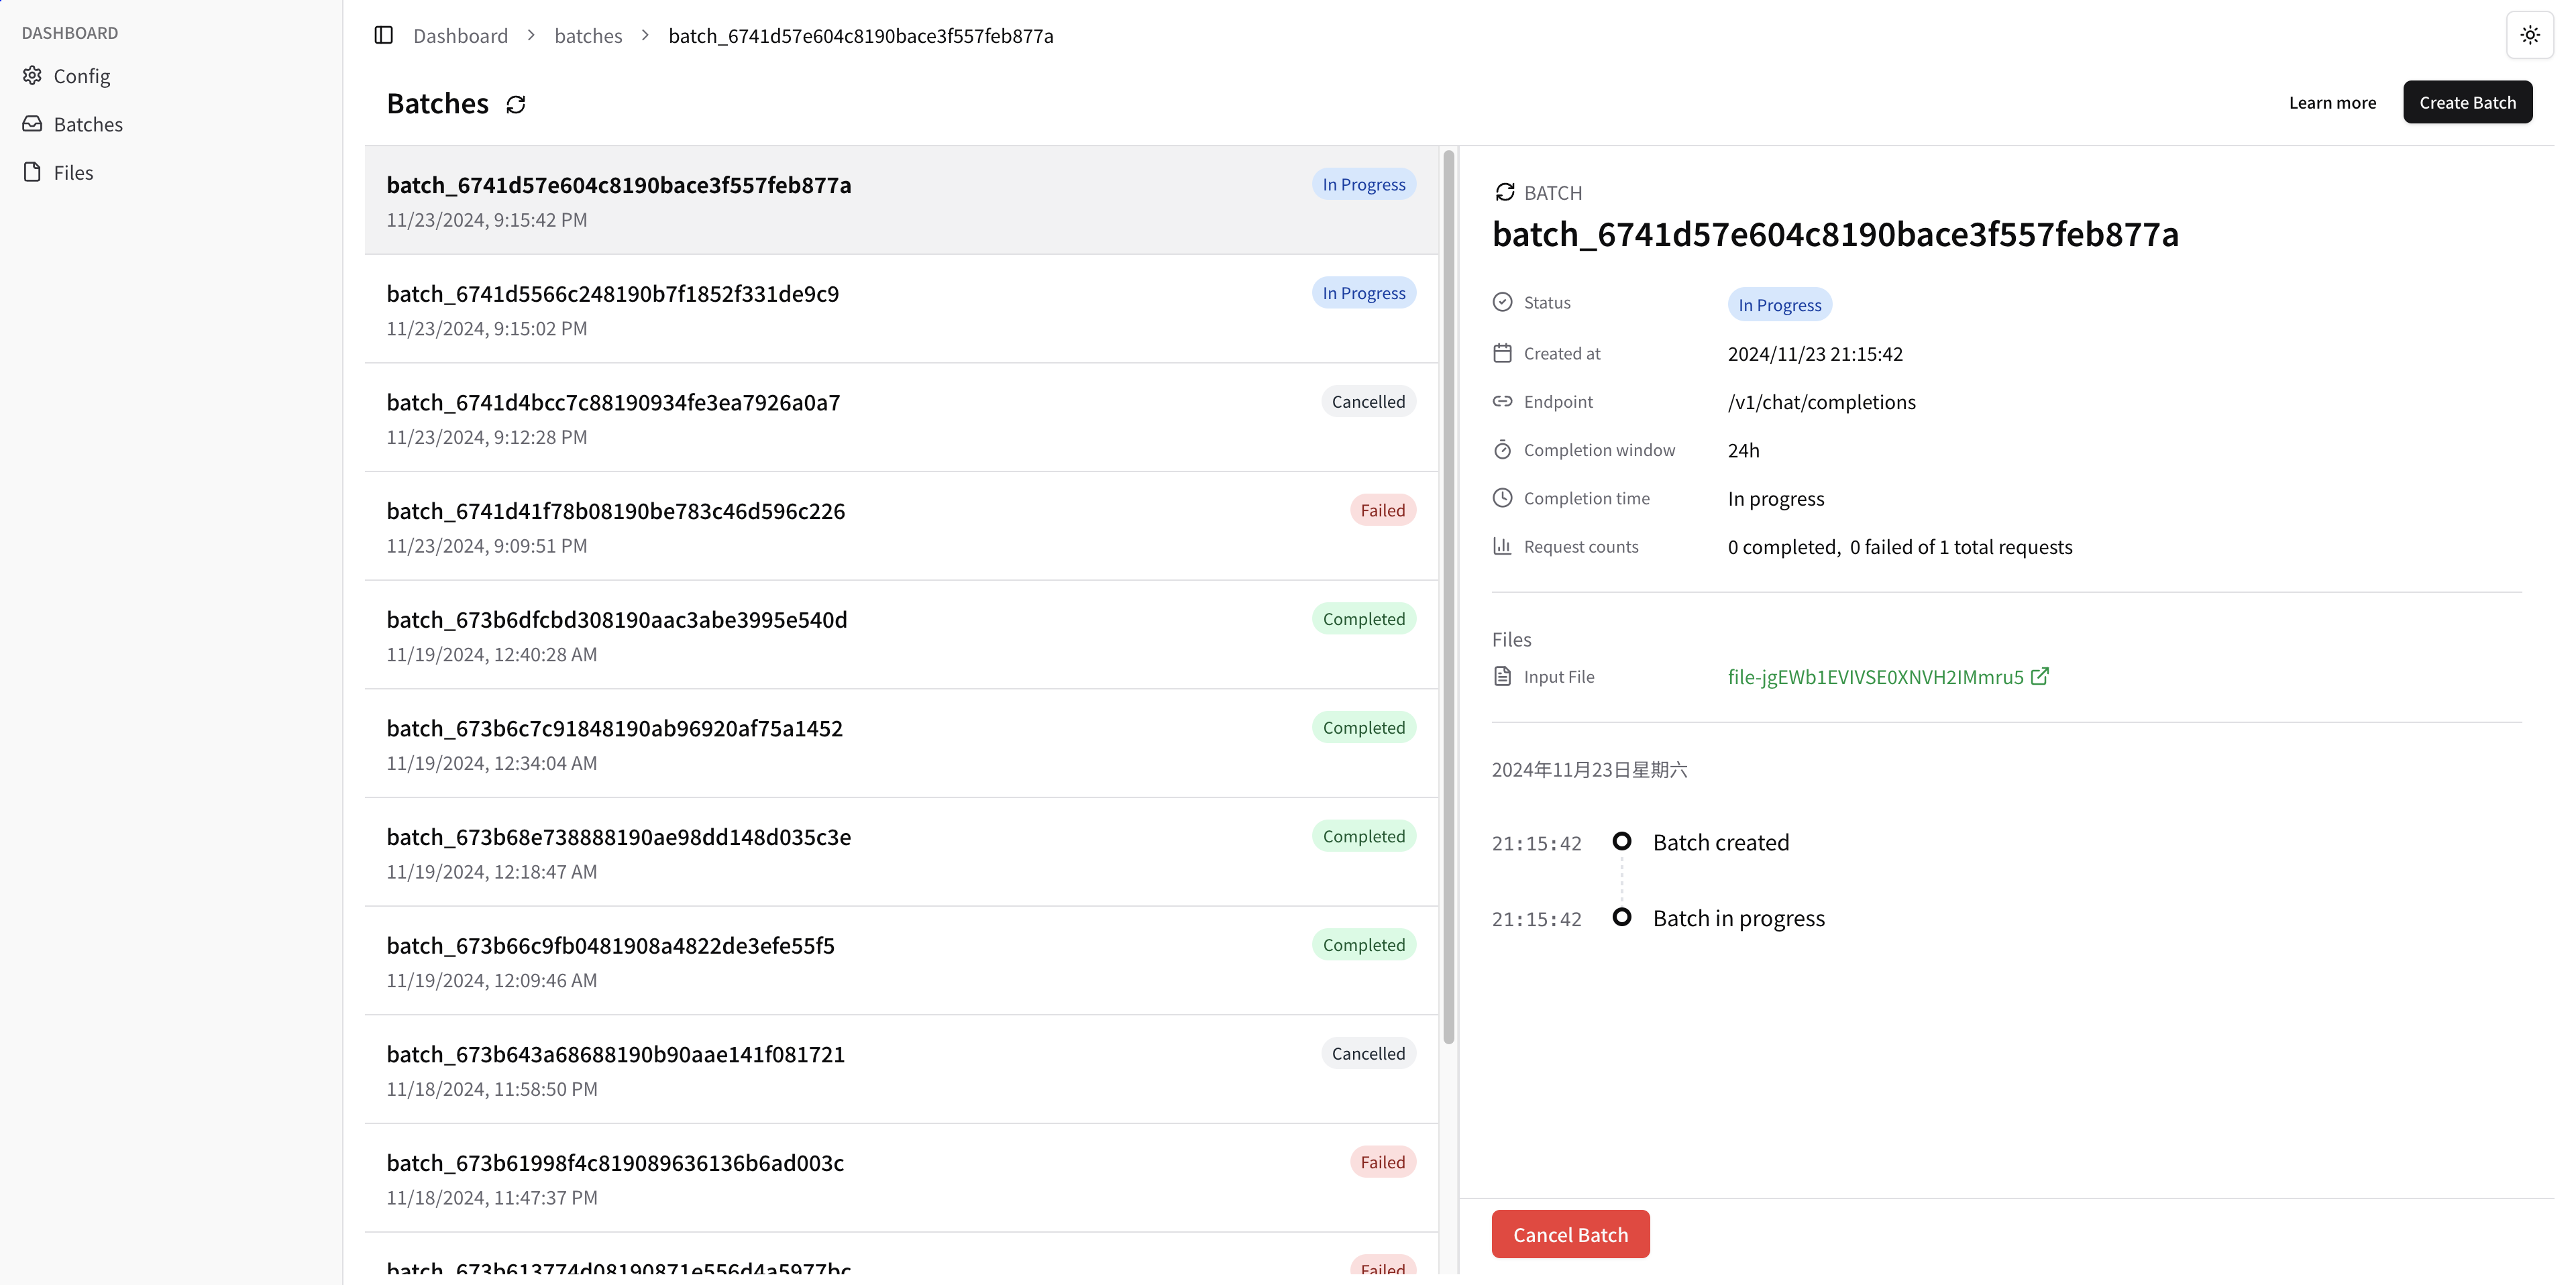 DASHBOARD
Config
Batches
Files
Dashboard > batches > batch_6741d57e604c8190bace3f557feb877a
Batches
Learn more
Create Batch
batch_6741d57e604c8190bace3f557feb877a
In Progress
11/23/2024, 9:15:42 PM
batch_6741d5566c248190b7f1852f331de9c9
In Progress
11/23/2024, 9:15:02 PM
batch_6741d4bcc7c88190934fe3ea7926a0a7
Cancelled
11/23/2024, 9:12:28 PM
batch_6741d41f78b08190be783c46d596c226
Failed
11/23/2024, 9:09:51 PM
batch_673b6dfcbd308190aac3abe3995e540d
Completed
11/19/2024, 12:40:28 AM
batch_673b6c7c91848190ab96920af75a1452
Completed
11/19/2024, 12:34:04 AM
batch_673b68e738888190ae98dd148d035c3e
Completed
11/19/2024, 12:18:47 AM
batch_673b66c9fb0481908a4822de3efe55f5
Completed
11/19/2024, 12:09:46 AM
batch_673b643a68688190b90aae141f081721
Cancelled
11/18/2024, 11:58:50 PM
batch_673b61998f4c819089636136b6ad003c
Failed
11/18/2024, 11:47:37 PM
batch_673b613774d08190871e556d4a5977bc
Failed
BATCH
batch_6741d57e604c8190bace3f557feb877a
Status In Progress
Created at 2024/11/23 21:15:42
Endpoint /v1/chat/completions
Completion window 24h
Completion time In progress
Request counts 0 completed, 0 failed of 1 total requests
Files
Input File file-jgEWb1EVIVSE0XNVH2IMmru5
2024年11月23日星期六
21:15:42 Batch created
21:15:42 Batch in progress
Cancel Batch